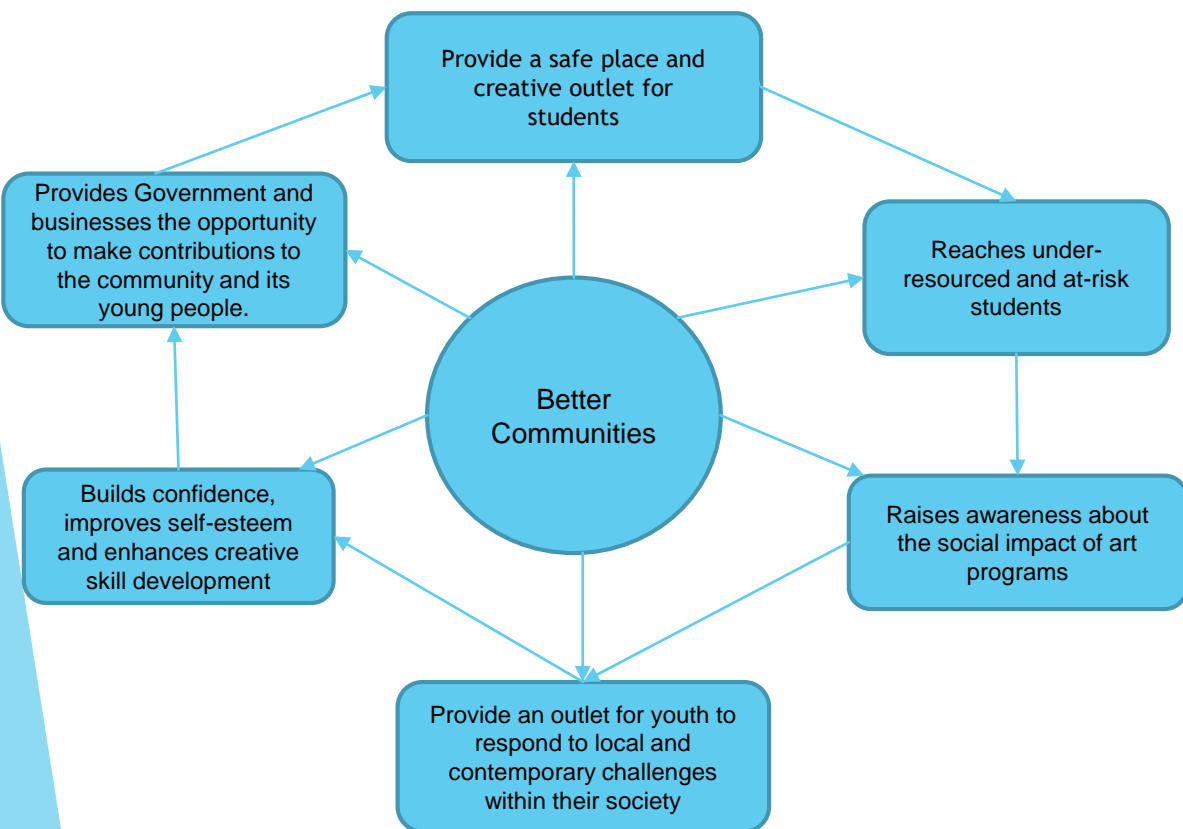 Provide a safe place and
creative outlet for
students
Provides Government and
businesses the opportunity
to make contributions to
the community and its
young people.
Reaches under-
resourced and at-risk
students
Better
Communities
Builds confidence,
improves self-esteem
and enhances creative
skill development
Raises awareness about
the social impact of art
programs
Provide an outlet for youth to
respond to local and
contemporary challenges
within their society